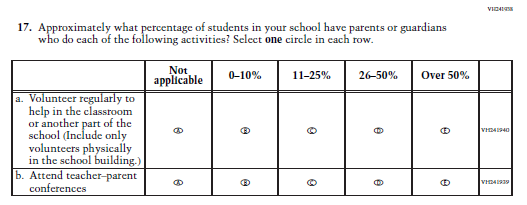 VH241938
17. Approximately what percentage of students in your school have parents or guardians
who do each of the following activities? Select one circle in each row.
Not applicable 0–10% 11–25% 26–50% Over 50%
a. Volunteer regularly to
help in the classroom
or another part of the
school (Include only
volunteers physically
in the school building.)
A B C D E VH241940
b. Attend teacher–parent
conferences
A B C D E VH241939